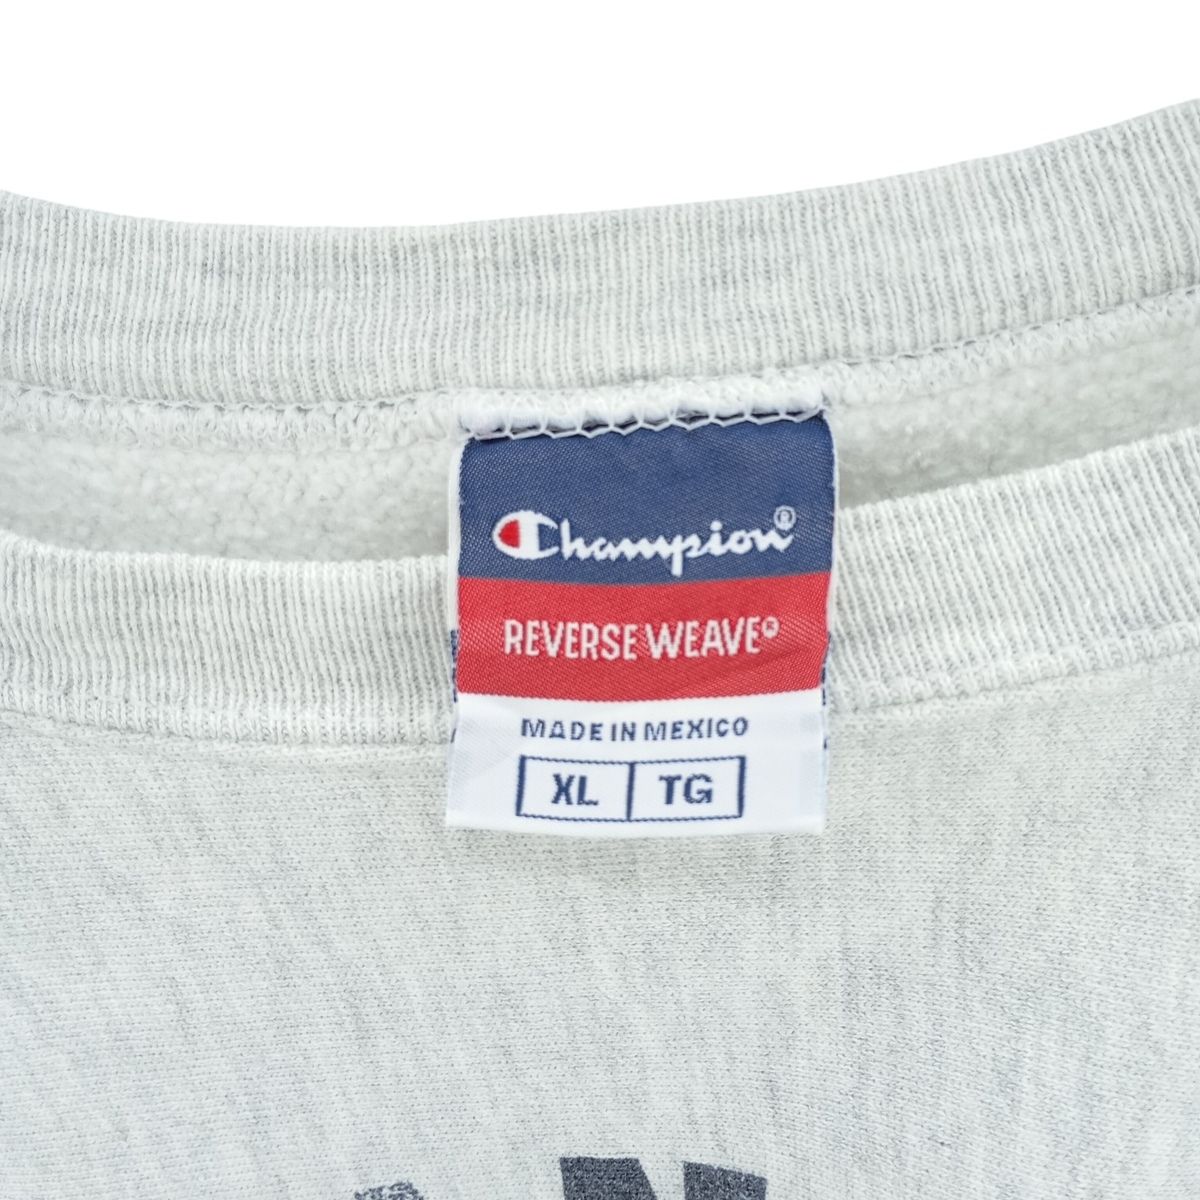 Champion®
REVERSE WEAVE®
MADE IN MEXICO
XL TG